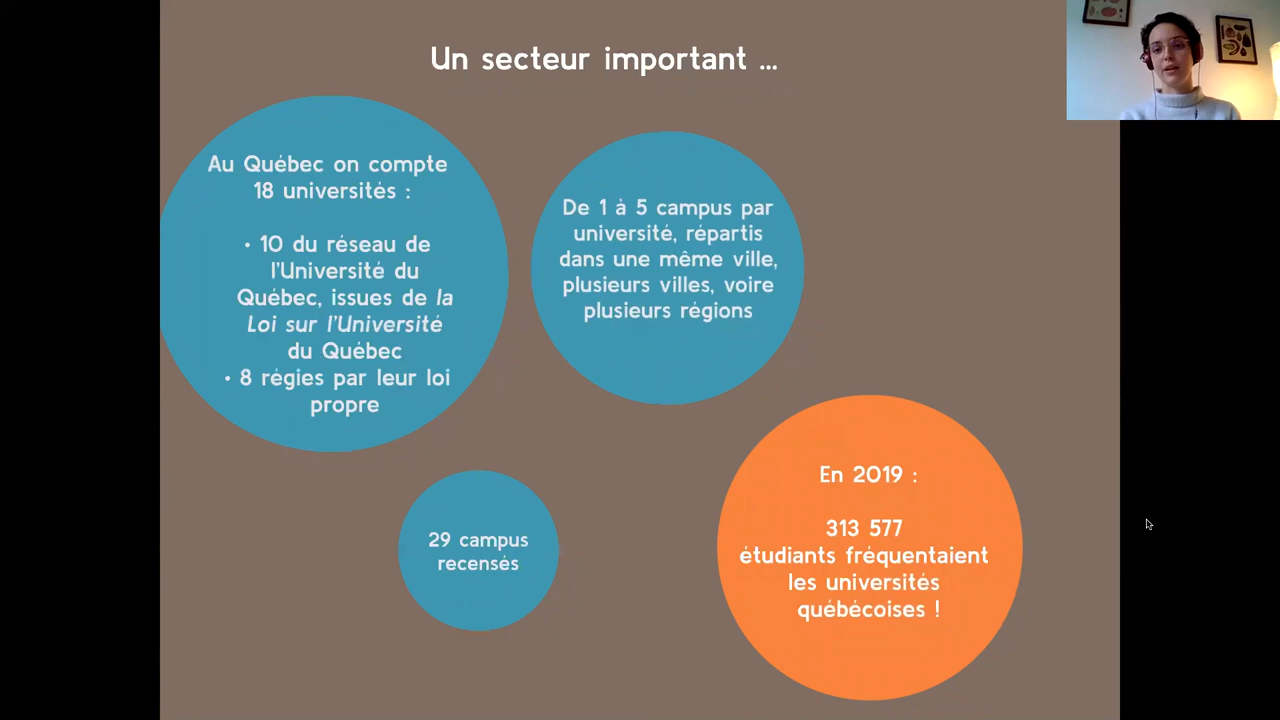 Un secteur important ...
Au Québec on compte
18 universités :
• 10 du réseau de
l'Université du
Québec, issues de la
Loi sur l'Université
du Québec
• 8 régies par leur loi
propre
De 1 à 5 campus par
université, répartis
dans une même ville,
plusieurs villes, voire
plusieurs régions
29 campus
recensés
En 2019 :
313 577
étudiants fréquentaient
les universités
québécoises !